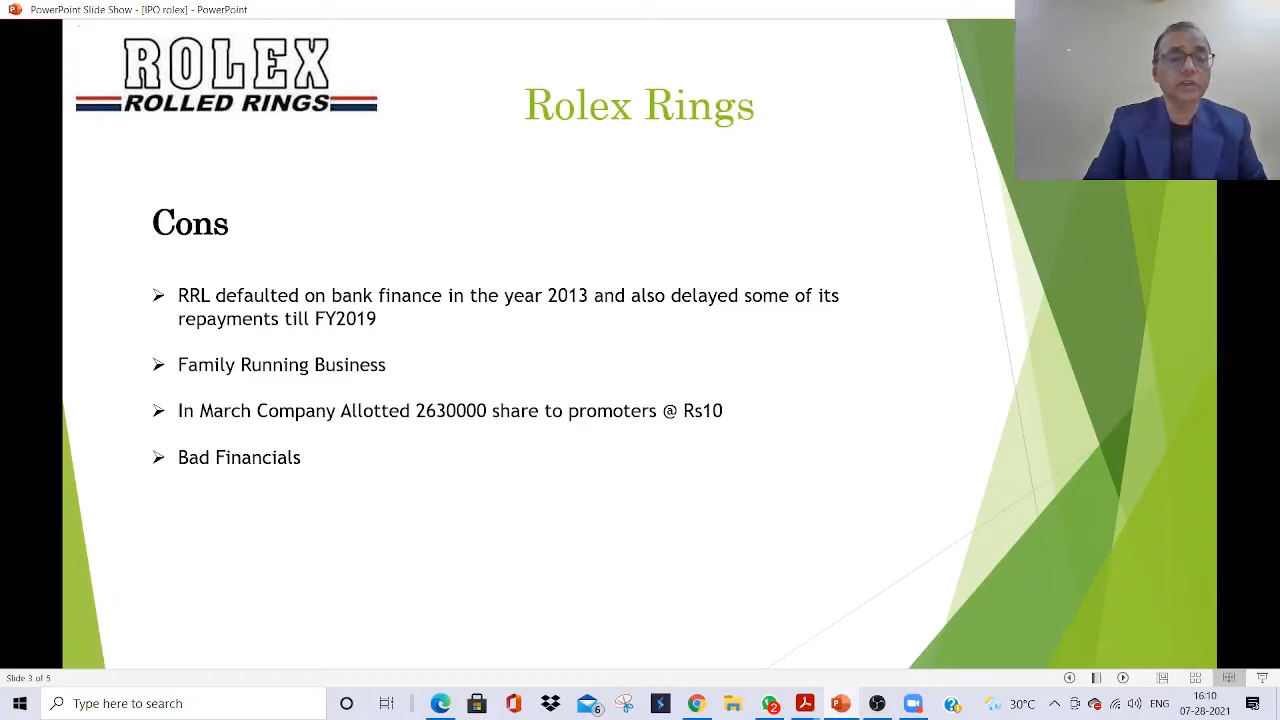 PowerPoint Slide Show - [IPO rolex] - PowerPoint
ROLEX
ROLLED RINGS
Rolex Rings
Cons
RRL defaulted on bank finance in the year 2013 and also delayed some of its
repayments till FY2019
Family Running Business
In March Company Allotted 2630000 share to promoters @ Rs10
Bad Financials
Slide 3 of 5
Type here to search
6
2
30°C
ENG
16:10
07-28-2021